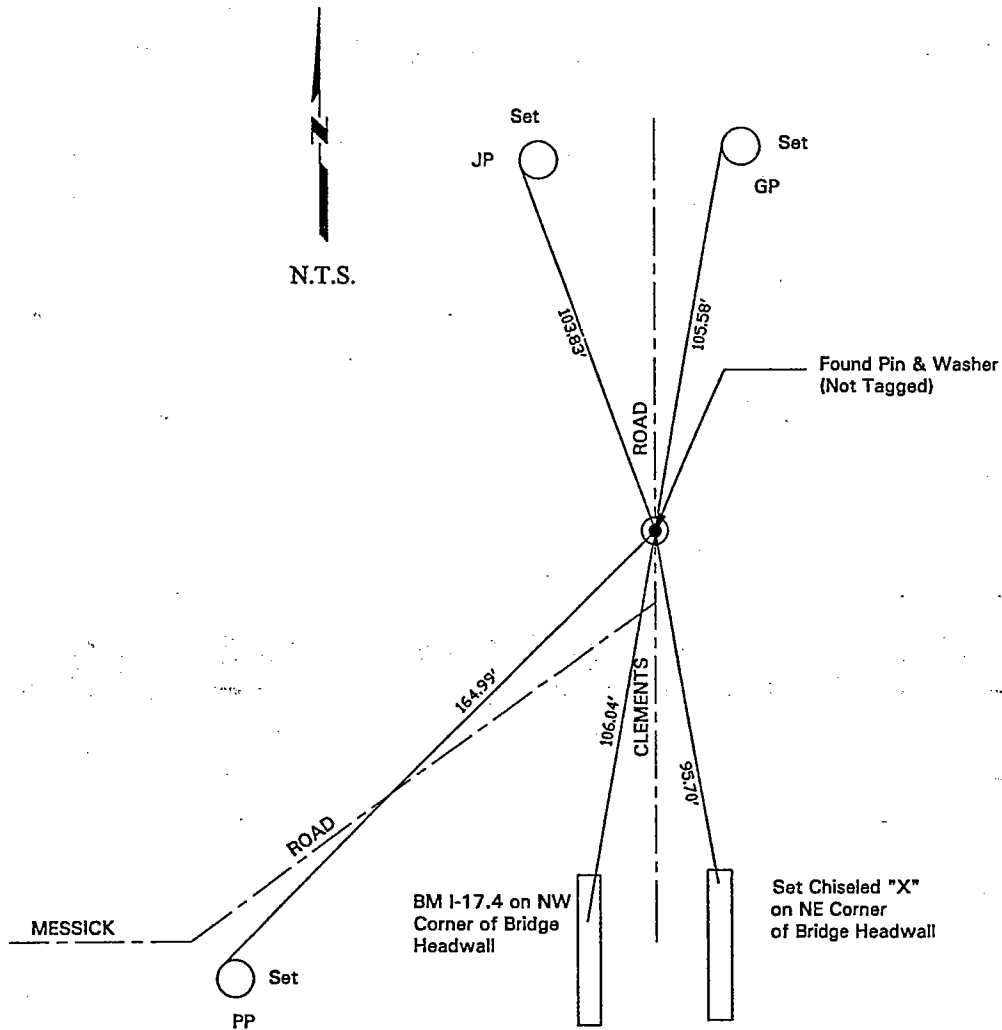 N
N.T.S.
Set
JP
Set
GP
103.83'
105.58'
Found Pin & Washer
(Not Tagged)
ROAD
164.99'
106.04'
CLEMENTS
95.70'
ROAD
MESSICK
BM I-17.4 on NW
Corner of Bridge
Headwall
Set Chiseled "X"
on NE Corner
of Bridge Headwall
Set
PP